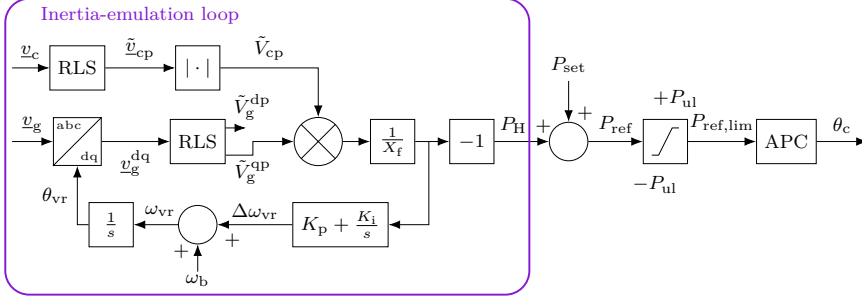 Inertia-emulation loop
v_c
RLS
ṽ_cp
| · |
Ṽ_cp
P_set
v_g
abc
dq
v_g^dq
RLS
Ṽ_g^dp
Ṽ_g^qp
1/X_f
−1
P_H
+
+
P_ref
+P_ul
−P_ul
P_ref,lim
APC
θ_c
θ_vr
1/s
ω_vr
+
+
Δω_vr
K_p + K_i/s
ω_b